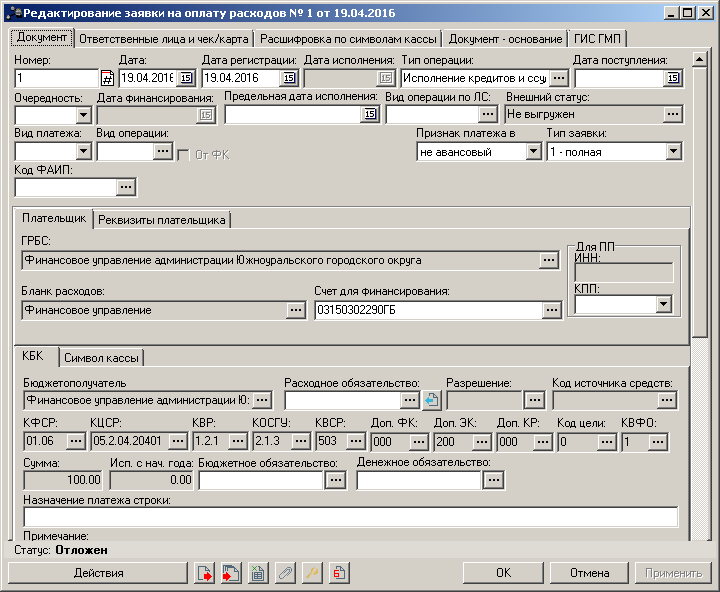 Редактирование заявки на оплату расходов № 1 от 19.04.2016
Документ Ответственные лица и чек/карта Расшифровка по символам кассы Документ - основание ГИС ГМП
Номер: Дата: Дата регистрации: Дата исполнения: Тип операции: Дата поступления:
1 19.04.2016 19.04.2016 Исполнение кредитов и ссу
Очередность: Дата финансирования: Предельная дата исполнения: Вид операции по ЛС: Внешний статус:
Не выгружен
Вид платежа: Вид операции: От ФК Признак платежа в Тип заявки:
не авансовый 1 - полная
Код ФАИП:
Плательщик Реквизиты плательщика
ГРБС: Для ПП
Финансовое управление администрации Южноуральского городского округа ИНН:
Бланк расходов: Счет для финансирования: КПП:
Финансовое управление 03150302290ГБ
КБК Символ кассы
Бюджетополучатель Расходное обязательство: Разрешение: Код источника средств:
Финансовое управление администрации Ю:
КФСР: КЦСР: КВР: КОСГУ: КВСР: Доп. ФК: Доп. ЭК: Доп. КР: Код цели: КВФО:
01.06 05.2.04.20401 1.2.1 2.1.3 503 000 200 000 0 1
Сумма: Исп. с нач. года: Бюджетное обязательство: Денежное обязательство:
100.00 0.00
Назначение платежа строки:
Примечание:
Статус: Отложен
Действия OK Отмена Применить